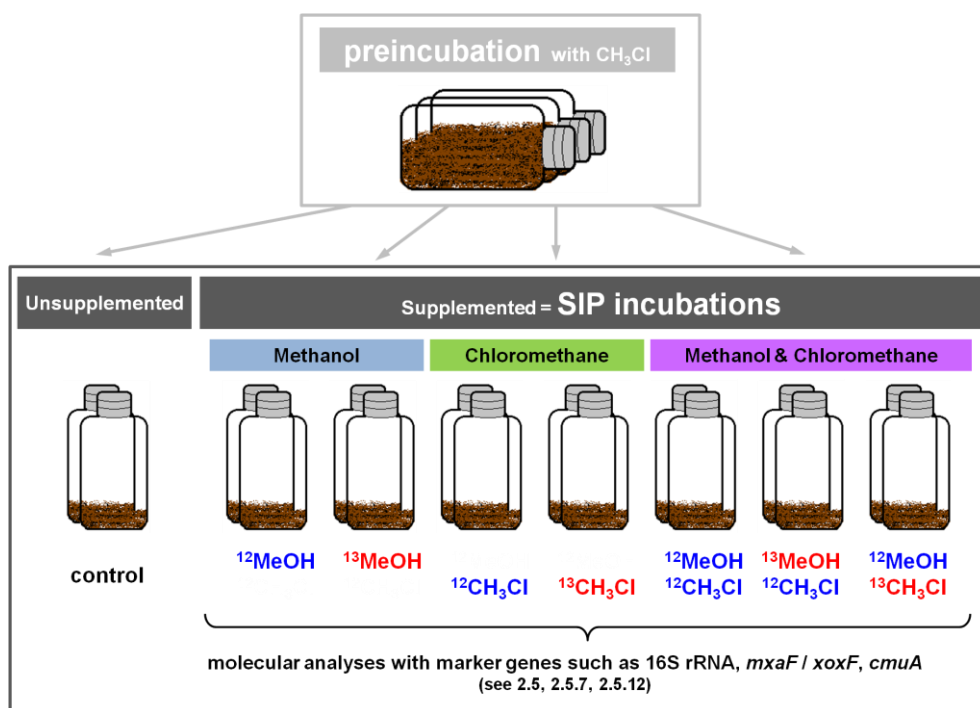 preincubation with CH₃Cl
Unsupplemented
Supplemented = SIP incubations
Methanol
Chloromethane
Methanol & Chloromethane
control
¹²MeOH
¹³MeOH
¹²CH₃Cl
¹³CH₃Cl
¹²MeOH
¹²CH₃Cl
¹³MeOH
¹²CH₃Cl
¹²MeOH
¹³CH₃Cl
molecular analyses with marker genes such as 16S rRNA, mxaF / xoxF, cmuA
(see 2.5, 2.5.7, 2.5.12)